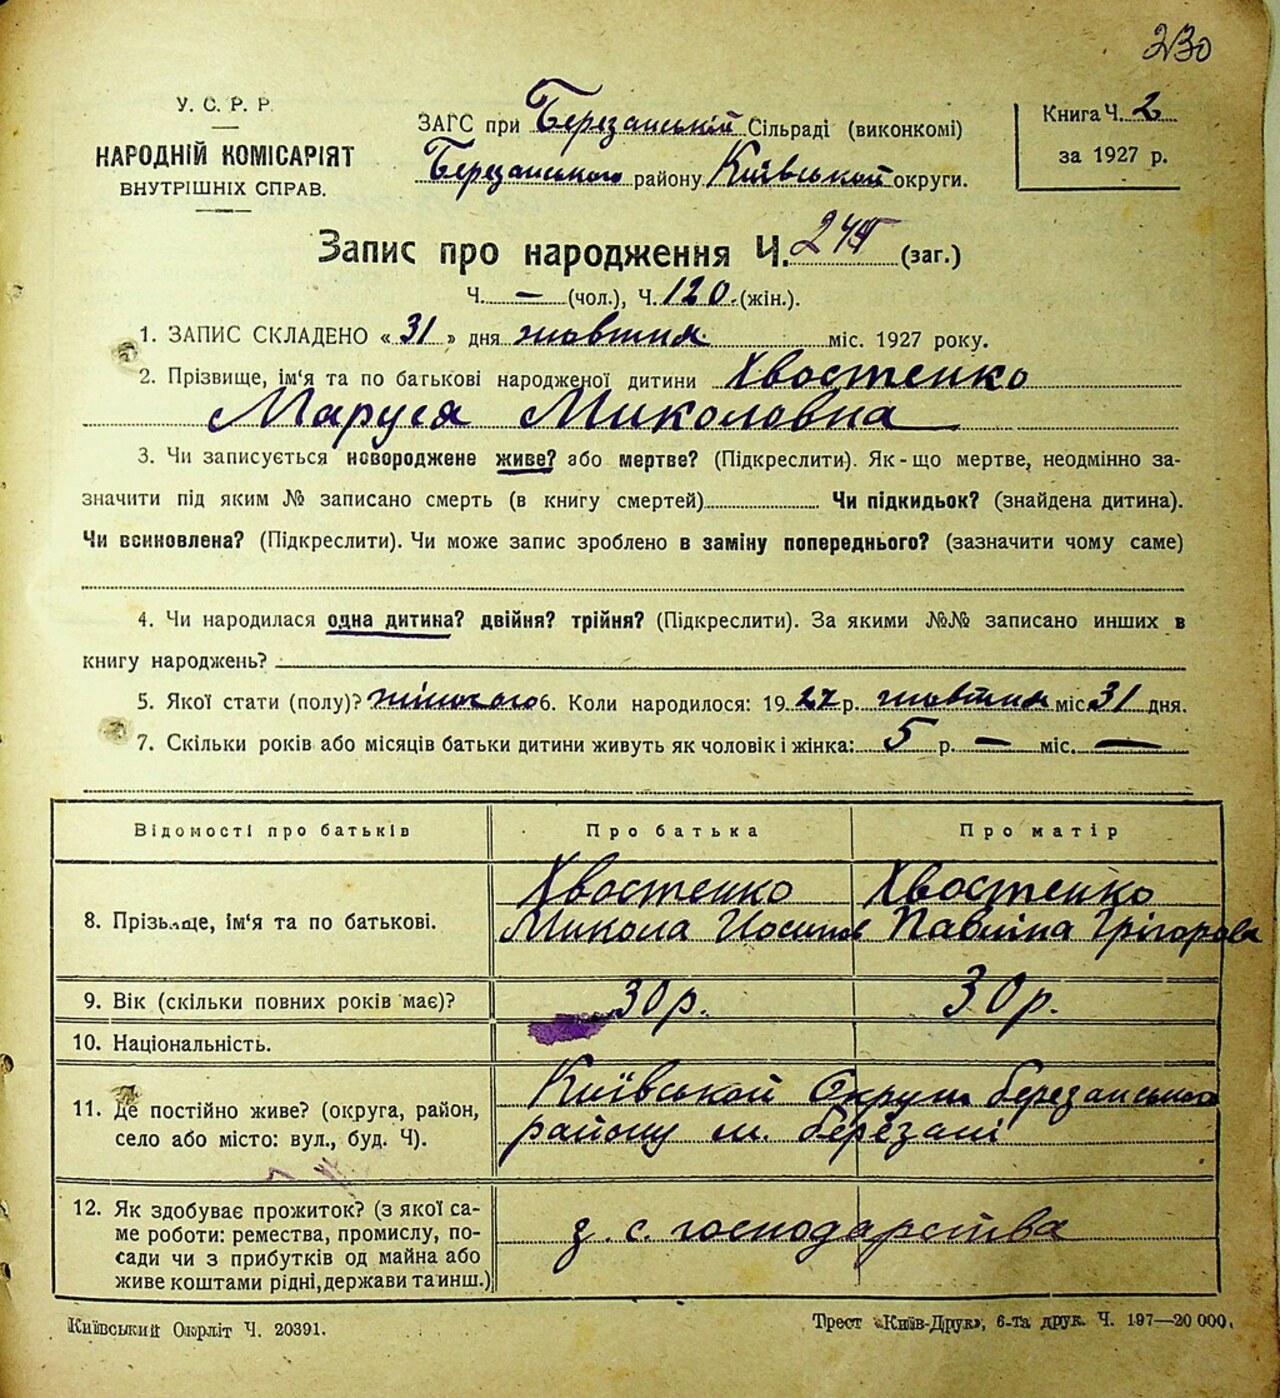 230
У. С. Р. Р.
НАРОДНІЙ КОМІСАРІЯТ
ВНУТРІШНІХ СПРАВ.
ЗАГС при Березанській Сільраді (виконкомі)
Березанського району Київської округи.
Книга Ч. 2
за 1927 р.
Запис про народження Ч. (заг.)
Ч. — (чол.), Ч. 120. (жін.).
1. ЗАПИС СКЛАДЕНО « 31 » дня жовтня міс. 1927 року.
2. Прізвище, ім'я та по батькові народженої дитини Хвостенко
Маруся Миколовна
3. Чи записується новороджене живе? або мертве? (Підкреслити). Як-що мертве, неодмінно за-
значити під яким № записано смерть (в книгу смертей) Чи підкидьок? (знайдена дитина).
Чи всиновлена? (Підкреслити). Чи може запис зроблено в заміну попереднього? (зазначити чому саме)
4. Чи народилася одна дитина? двійня? трійня? (Підкреслити). За якими №№ записано инших в
книгу народжень?
5. Якої стати (полу)? жіночого 6. Коли народилося: 1927 р. жовтня міс. 31 дня.
7. Скільки років або місяців батьки дитини живуть як чоловік і жінка: 5 р. — міс. —
Відомості про батьків Про батька Про матір
8. Прізвище, ім'я та по батькові. Хвостенко Хвостенко
Микола Йосипов Павліна Грігорова
9. Вік (скільки повних років має)? 30 р. 30 р.
10. Національність.
11. Де постійно живе? (округа, район,
село або місто: вул., буд. Ч).
Київської Округи березанського
району м. березані
12. Як здобуває прожиток? (з якої са-
ме роботи: ремества, промислу, по-
сади чи з прибутків од майна або
живе коштами рідні, держави та инш.)
з. с. господарства
Київський Окрліт Ч. 20391.
Трест «Київ-Друк», 6-та друк. Ч. 197—20 000.